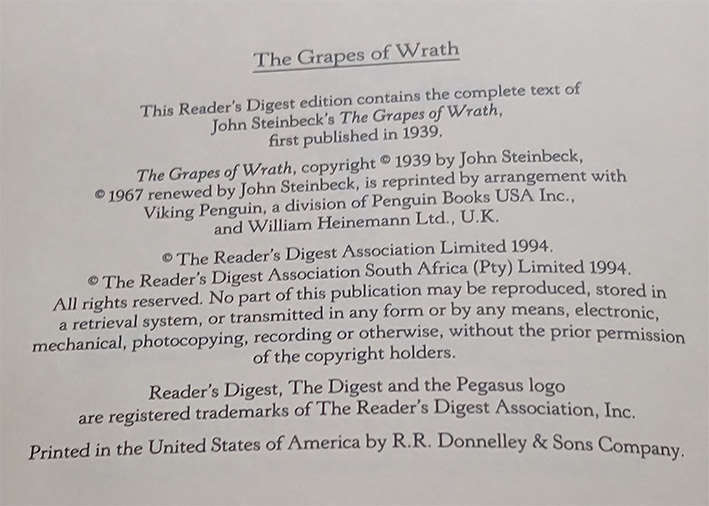 The Grapes of Wrath
This Reader's Digest edition contains the complete text of
John Steinbeck's The Grapes of Wrath,
first published in 1939.
The Grapes of Wrath, copyright © 1939 by John Steinbeck,
© 1967 renewed by John Steinbeck, is reprinted by arrangement with
Viking Penguin, a division of Penguin Books USA Inc.,
and William Heinemann Ltd., U.K.
© The Reader's Digest Association Limited 1994.
© The Reader's Digest Association South Africa (Pty) Limited 1994.
All rights reserved. No part of this publication may be reproduced, stored in
a retrieval system, or transmitted in any form or by any means, electronic,
mechanical, photocopying, recording or otherwise, without the prior permission
of the copyright holders.
Reader's Digest, The Digest and the Pegasus logo
are registered trademarks of The Reader's Digest Association, Inc.
Printed in the United States of America by R.R. Donnelley & Sons Company.